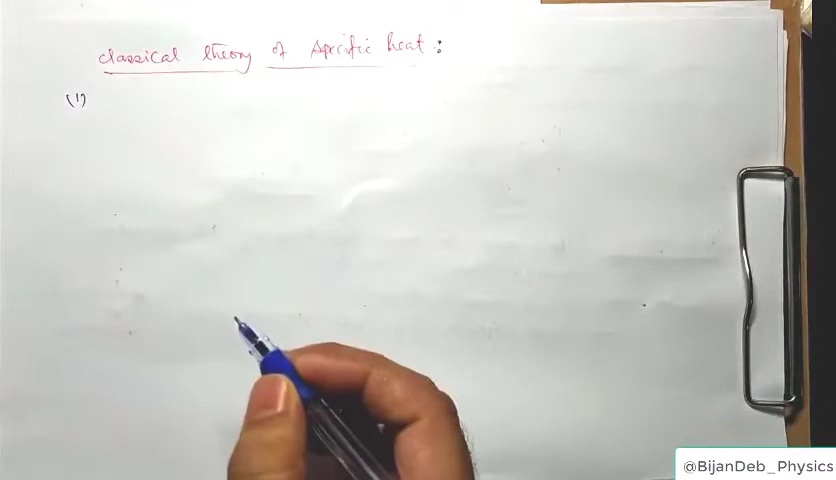 classical theory of specific heat :
(1)
@BijanDeb_Physics